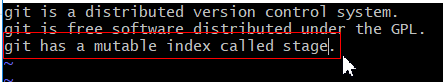 git is a distributed version control system.
git is free software distributed under the GPL.
git has a mutable index called stage.
~
~